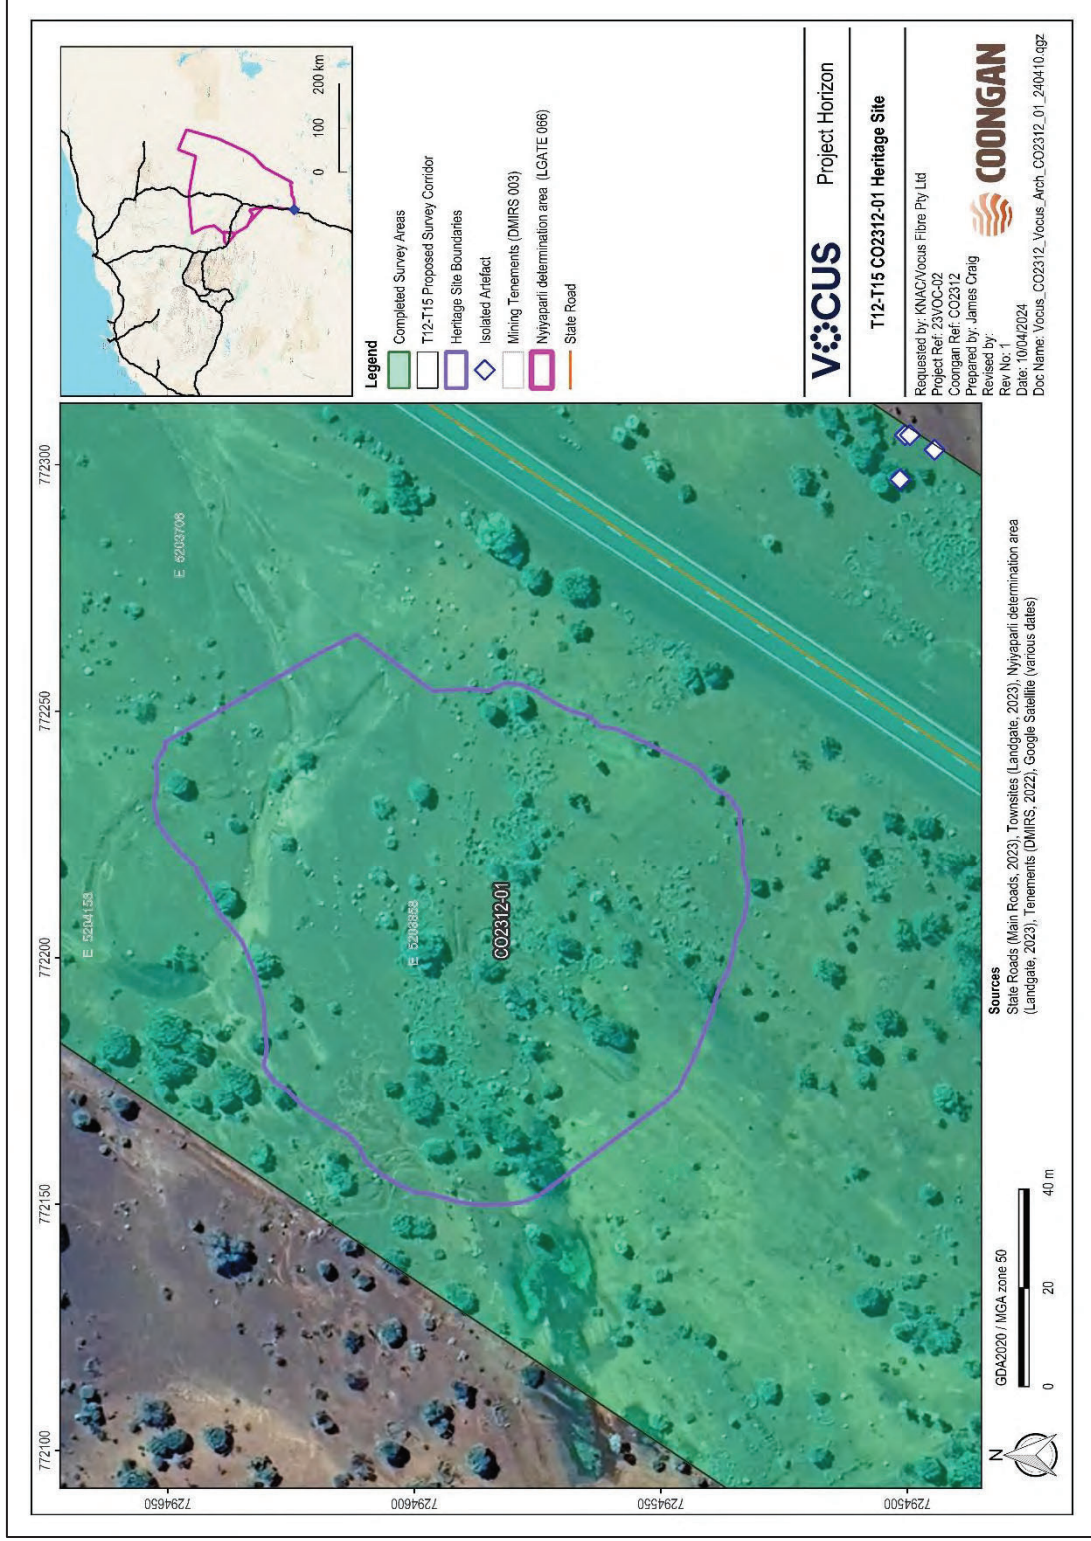 772100
772150
772200
772250
772300
7294650
7294600
7294550
7294500
E 5204153
E 5203706
E 5203858
CO2312-01
0
100
200 km
Legend
Completed Survey Areas
T12-T15 Proposed Survey Corridor
Heritage Site Boundaries
Isolated Artefact
Mining Tenements (DMIRS 003)
Nyiyaparli determination area (LGATE 066)
State Road
VOCUS
Project Horizon
T12-T15 CO2312-01 Heritage Site
Requested by: KNAC/Vocus Fibre Pty Ltd
Project Ref: 23VOC-02
Coongan Ref: CO2312
Prepared by: James Craig
Revised by:
Rev No: 1
Date: 10/04/2024
Doc Name: Vocus_CO2312_Vocus_Arch_CO2312_01_240410.qgz
COONGAN
N
GDA2020 / MGA zone 50
0
20
40 m
Sources
State Roads (Main Roads, 2023), Townsites (Landgate, 2023), Nyiyaparli determination area
(Landgate, 2023), Tenements (DMIRS, 2022), Google Satellite (various dates)